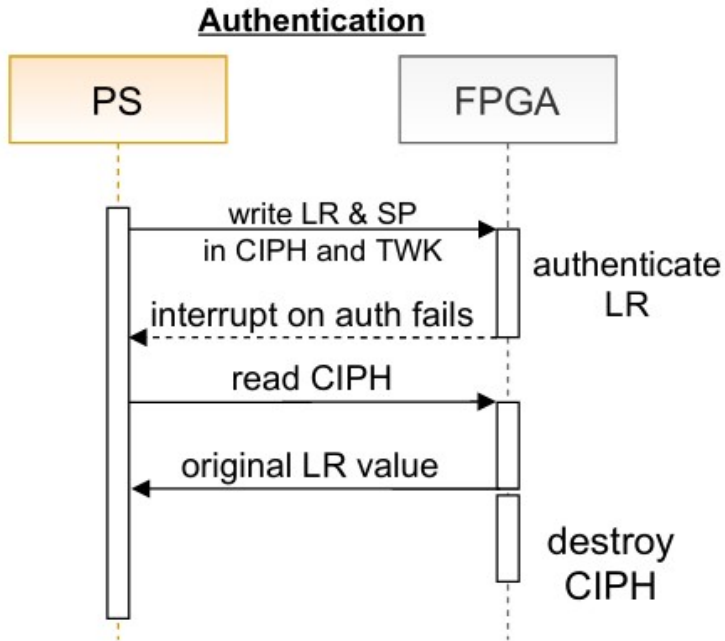 Authentication
PS
FPGA
write LR & SP
in CIPH and TWK
authenticate
LR
interrupt on auth fails
read CIPH
original LR value
destroy
CIPH